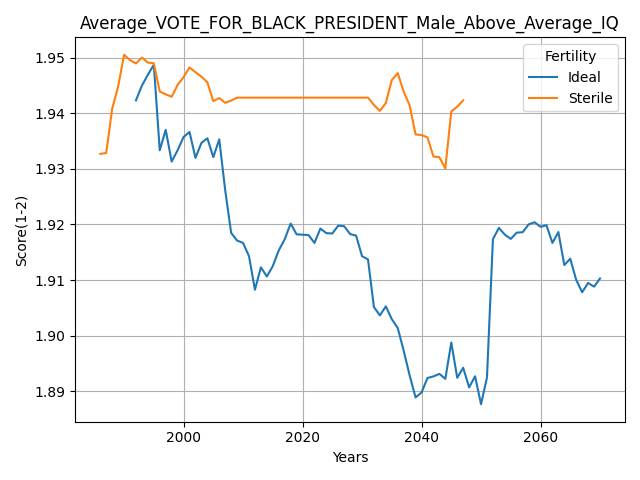 Average_VOTE_FOR_BLACK_PRESIDENT_Male_Above_Average_IQ
Score(1-2)
1.95
1.94
1.93
1.92
1.91
1.90
1.89
Fertility
Ideal
Sterile
2000
2020
2040
2060
Years